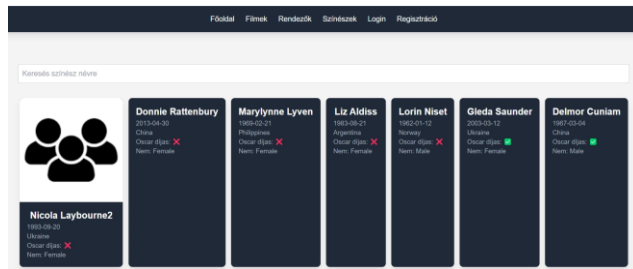 Főoldal Filmek Rendezők Színészek Login Regisztráció
Keresés színész névre
Nicola Laybourne2
1993-09-20
Ukraine
Oscar díjas: ❌
Nem: Female
Donnie Rattenbury
2013-04-30
China
Oscar díjas: ❌
Nem: Female
Marylynne Lyven
1969-02-21
Philippines
Oscar díjas: ❌
Nem: Female
Liz Aldiss
1983-08-21
Argentina
Oscar díjas: ❌
Nem: Female
Lorin Niset
1982-01-12
Norway
Oscar díjas: ❌
Nem: Male
Gleda Saunder
2003-03-12
Ukraine
Oscar díjas: ✅
Nem: Female
Delmor Cuniam
1967-03-04
China
Oscar díjas: ✅
Nem: Male